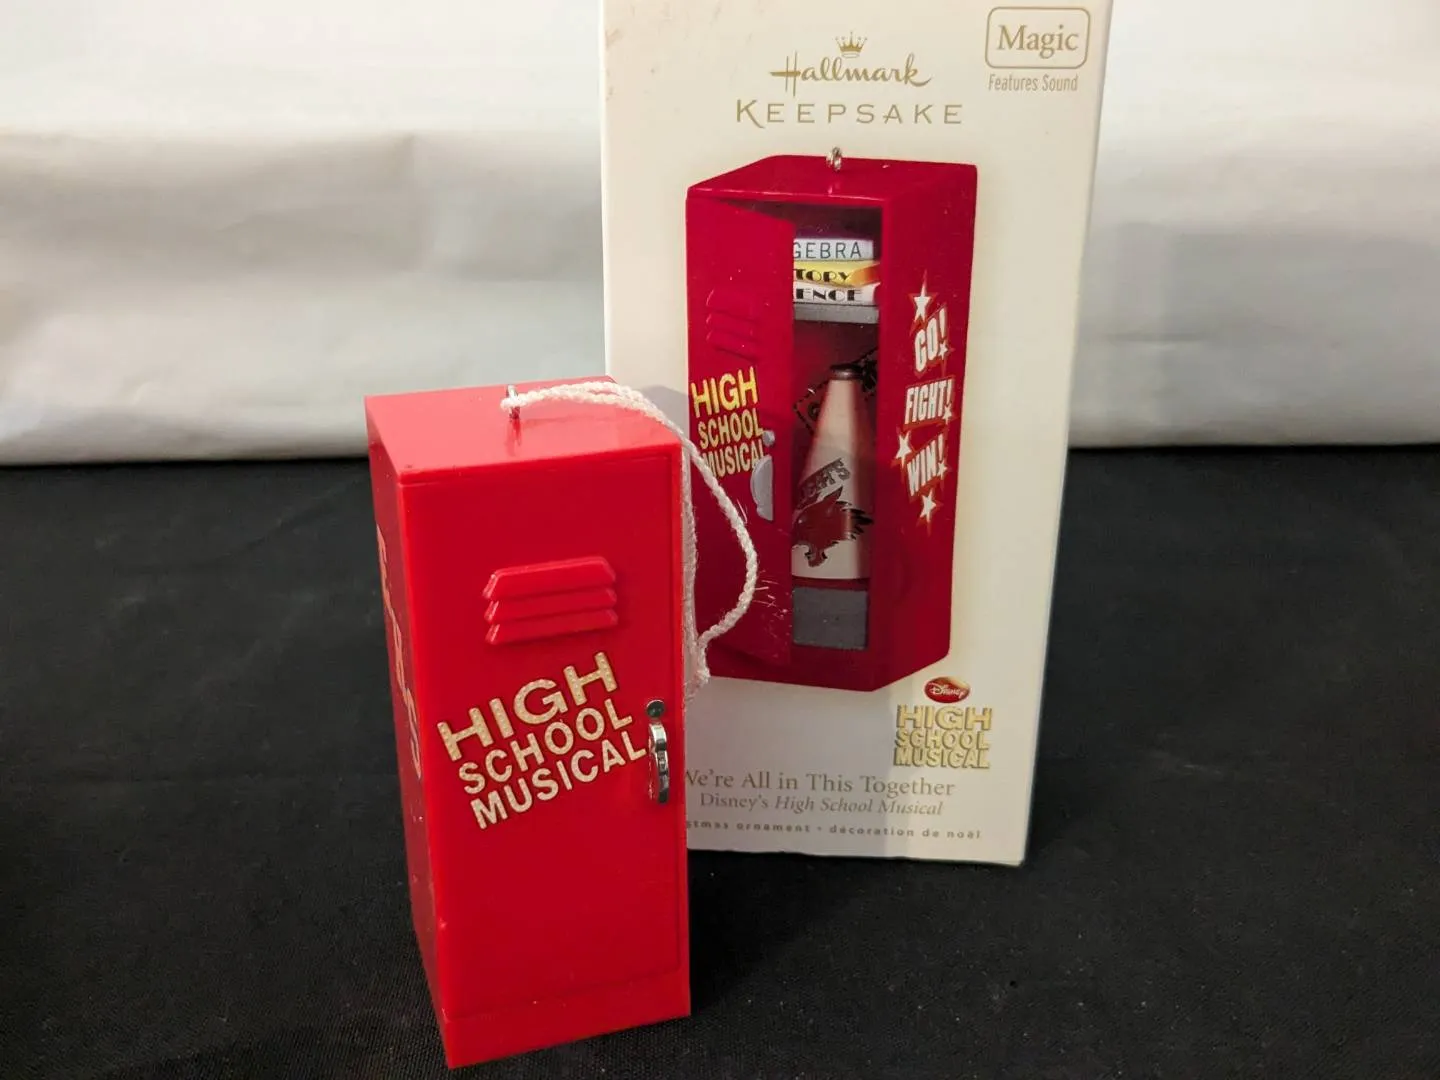 Hallmark
KEEPSAKE
Magic
Features Sound
GEBRA
TORY
ENCE
HIGH
SCHOOL
MUSICAL
GO!
FIGHT!
WIN!
Disney
HIGH
SCHOOL
MUSICAL
We're All in This Together
Disney's High School Musical
stmas ornament • décoration de noël
HIGH
SCHOOL
MUSICAL